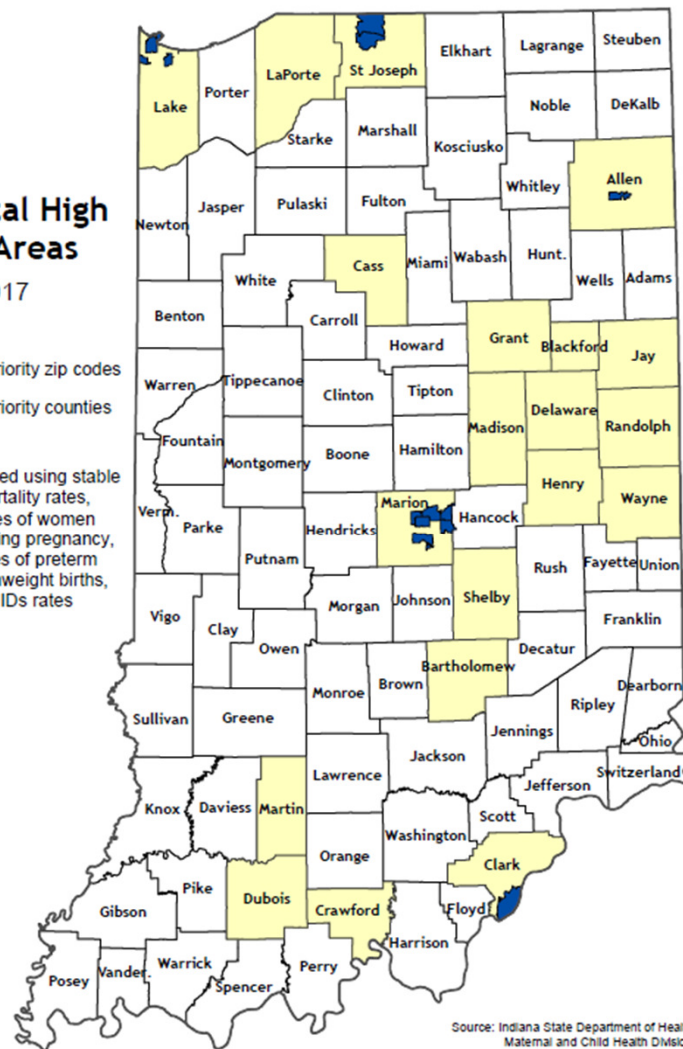 al High
Areas
17
iority zip codes
iority counties
ed using stable
rtality rates,
es of women
ing pregnancy,
es of preterm
weight births,
IDs rates
Lake
Porter
LaPorte
St Joseph
Elkhart
Lagrange
Steuben
Noble
DeKalb
Starke
Marshall
Kosciusko
Whitley
Allen
Newton
Jasper
Pulaski
Fulton
White
Cass
Miami
Wabash
Hunt.
Wells
Adams
Benton
Carroll
Howard
Grant
Blackford
Jay
Warren
Tippecanoe
Clinton
Tipton
Madison
Delaware
Randolph
Fountain
Montgomery
Boone
Hamilton
Henry
Wayne
Verm.
Parke
Putnam
Hendricks
Marion
Hancock
Rush
Fayette
Union
Vigo
Clay
Owen
Morgan
Johnson
Shelby
Franklin
Decatur
Sullivan
Greene
Monroe
Brown
Bartholomew
Jennings
Ripley
Dearborn
Ohio
Switzerland
Knox
Daviess
Martin
Lawrence
Jackson
Jefferson
Scott
Washington
Orange
Clark
Gibson
Pike
Dubois
Crawford
Floyd
Harrison
Posey
Vander.
Warrick
Spencer
Perry
Source: Indiana State Department of Heal
Maternal and Child Health Divisi